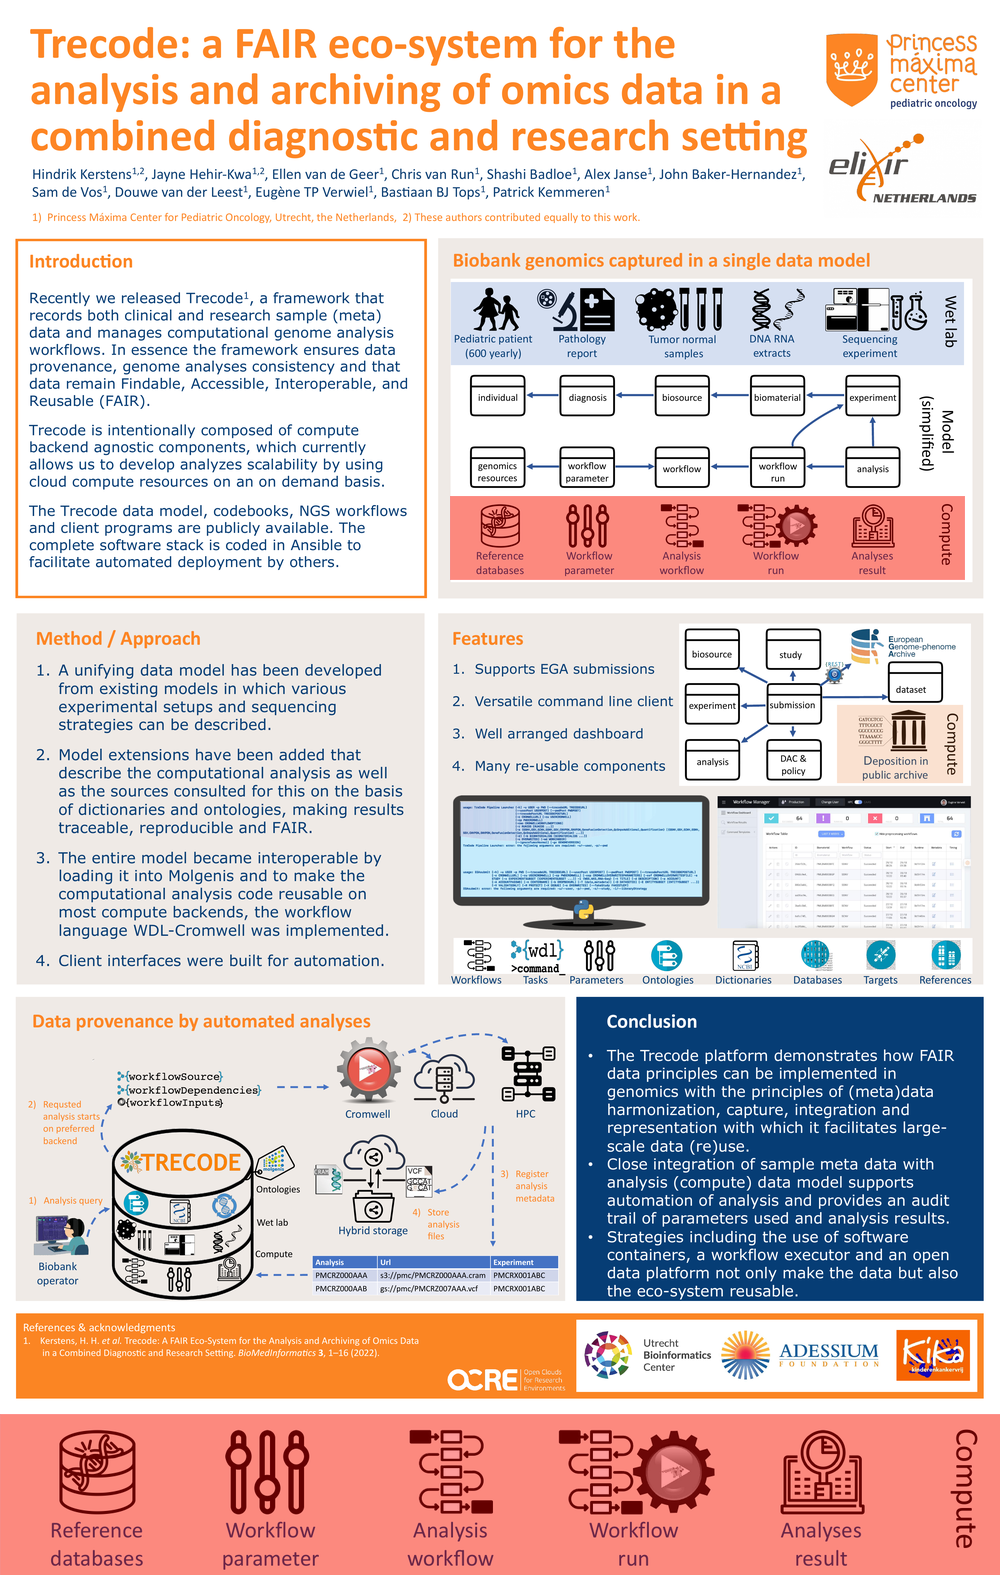 Trecode: a FAIR eco-system for the
analysis and archiving of omics data in a
combined diagnostic and research setting
Hindrik Kerstens1,2, Jayne Hehir-Kwa1,2, Ellen van de Geer1, Chris van Run1, Shashi Badloe1, Alex Janse1, John Baker-Hernandez1,
Sam de Vos1, Douwe van der Leest1, Eugène TP Verwiel1, Bastiaan BJ Tops1, Patrick Kemmeren1
1) Princess Máxima Center for Pediatric Oncology, Utrecht, the Netherlands, 2) These authors contributed equally to this work.
Princess
máxima
center
pediatric oncology
elixir
NETHERLANDS
Introduction
Recently we released Trecode1, a framework that
records both clinical and research sample (meta)
data and manages computational genome analysis
workflows. In essence the framework ensures data
provenance, genome analyses consistency and that
data remain Findable, Accessible, Interoperable, and
Reusable (FAIR).
Trecode is intentionally composed of compute
backend agnostic components, which currently
allows us to develop analyzes scalability by using
cloud compute resources on an on demand basis.
The Trecode data model, codebooks, NGS workflows
and client programs are publicly available. The
complete software stack is coded in Ansible to
facilitate automated deployment by others.
Biobank genomics captured in a single data model
Pediatric patient
(600 yearly)
Pathology
report
Tumor normal
samples
DNA RNA
extracts
Sequencing
experiment
Wet lab
individual
diagnosis
biosource
biomaterial
experiment
genomics
resources
workflow
parameter
workflow
workflow
run
analysis
Model
(simplified)
Reference
databases
Workflow
parameter
Analysis
workflow
Workflow
run
Analyses
result
Compute
Method / Approach
1. A unifying data model has been developed
from existing models in which various
experimental setups and sequencing
strategies can be described.
2. Model extensions have been added that
describe the computational analysis as well
as the sources consulted for this on the basis
of dictionaries and ontologies, making results
traceable, reproducible and FAIR.
3. The entire model became interoperable by
loading it into Molgenis and to make the
computational analysis code reusable on
most compute backends, the workflow
language WDL-Cromwell was implemented.
4. Client interfaces were built for automation.
Features
1. Supports EGA submissions
2. Versatile command line client
3. Well arranged dashboard
4. Many re-usable components
biosource
study
experiment
submission
dataset
analysis
DAC &
policy
{REST}
European
Genome-phenome
Archive
Deposition in
public archive
Compute
Workflow Manager
{wdl}
>command_
NCBI
Workflows
Tasks
Parameters
Ontologies
Dictionaries
Databases
Targets
References
Data provenance by automated analyses
{workflowSource}
{workflowDependencies}
{workflowInputs}
2) Requsted
analysis starts
on preferred
backend
Cromwell
Cloud
HPC
TRECODE
molgenis
1) Analysis query
NCBI
Ontologies
Wet lab
Compute
Biobank
operator
CRAM
VCF
Hybrid storage
3) Register
analysis
metadata
4) Store
analysis
files
Analysis Url Experiment
PMCRZ000AAA s3://pmc/PMCRZ000AAA.cram PMCRX001ABC
PMCRZ000AAB gs://pmc/PMCRZ007AAA.vcf PMCRX001ABC
Conclusion
• The Trecode platform demonstrates how FAIR
data principles can be implemented in
genomics with the principles of (meta)data
harmonization, capture, integration and
representation with which it facilitates large-
scale data (re)use.
• Close integration of sample meta data with
analysis (compute) data model supports
automation of analysis and provides an audit
trail of parameters used and analysis results.
• Strategies including the use of software
containers, a workflow executor and an open
data platform not only make the data but also
the eco-system reusable.
References & acknowledgments
1. Kerstens, H. H. et al. Trecode: A FAIR Eco-System for the Analysis and Archiving of Omics Data
in a Combined Diagnostic and Research Setting. BioMedInformatics 3, 1–16 (2022).
OCRE
Open Clouds
for Research
Environments
Utrecht
Bioinformatics
Center
ADESSIUM
FOUNDATION
KiKa
kinderenkankervrij
Reference
databases
Workflow
parameter
Analysis
workflow
Workflow
run
Analyses
result
Compute